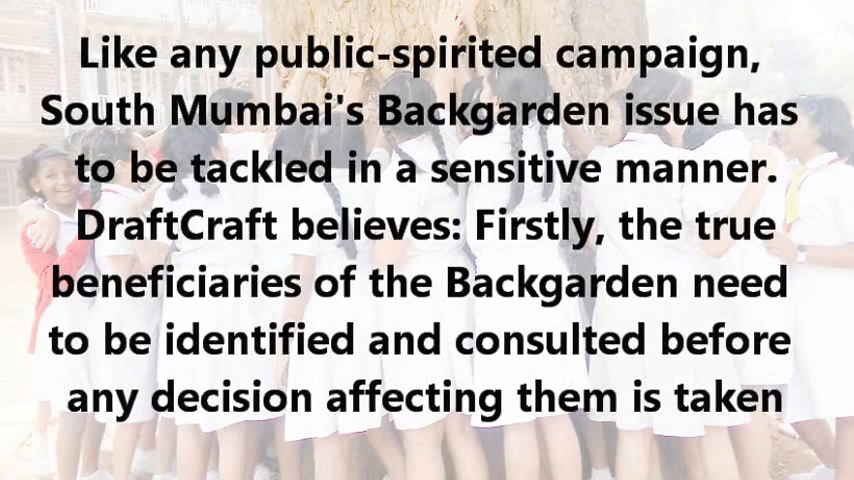 Like any public-spirited campaign,
South Mumbai's Backgarden issue has
to be tackled in a sensitive manner.
DraftCraft believes: Firstly, the true
beneficiaries of the Backgarden need
to be identified and consulted before
any decision affecting them is taken